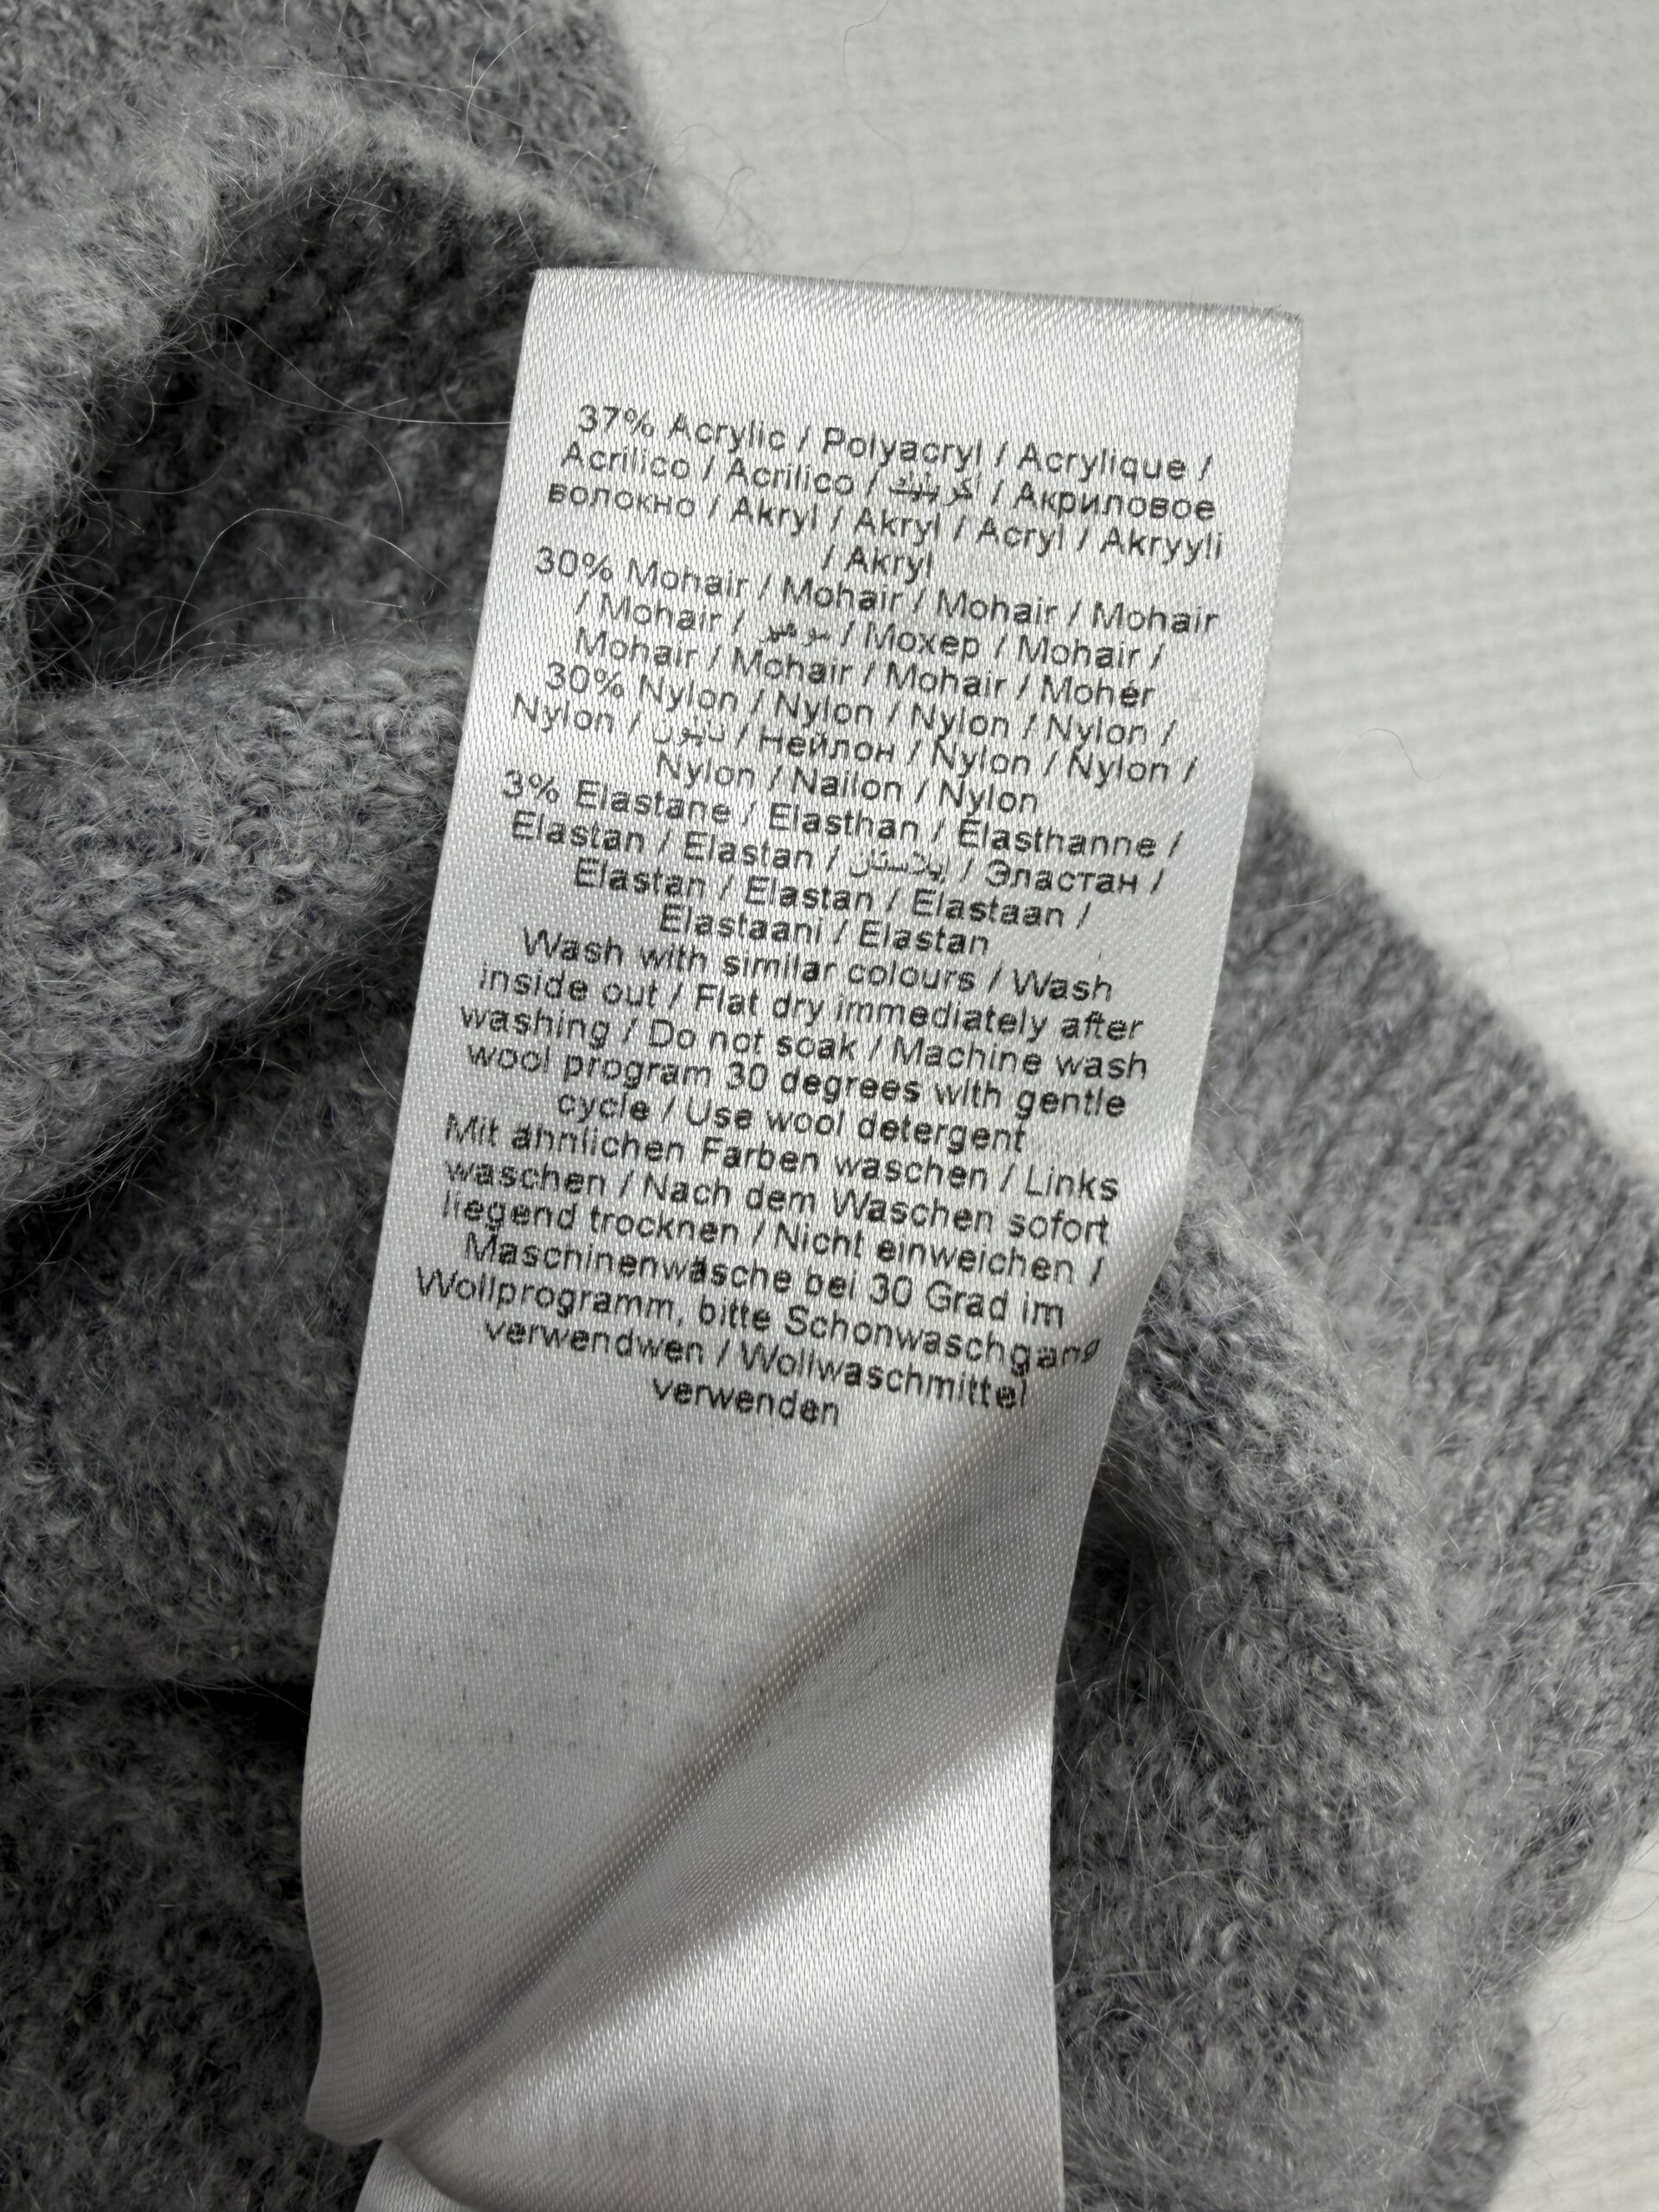 37% Acrylic / Polyacryl / Acrylique /
Acrilico / Acrilico / أكريليك / Акриловое
волокно / Akryl / Akryl / Acryl / Akryyli
/ Akryl
30% Mohair / Mohair / Mohair / Mohair
/ Mohair / موهير / Мохер / Mohair /
Mohair / Mohair / Mohair / Mohér
30% Nylon / Nylon / Nylon / Nylon /
Nylon / نايلون / Нейлон / Nylon / Nylon /
Nylon / Nailon / Nylon
3% Elastane / Elasthan / Élasthanne /
Elastan / Elastan / إيلاستان / Эластан /
Elastan / Elastan / Elastaan /
Elastaani / Elastan
Wash with similar colours / Wash
inside out / Flat dry immediately after
washing / Do not soak / Machine wash
wool program 30 degrees with gentle
cycle / Use wool detergent
Mit ähnlichen Farben waschen / Links
waschen / Nach dem Waschen sofort
liegend trocknen / Nicht einweichen /
Maschinenwäsche bei 30 Grad im
Wollprogramm, bitte Schonwaschgang
verwendwen / Wollwaschmittel
verwenden